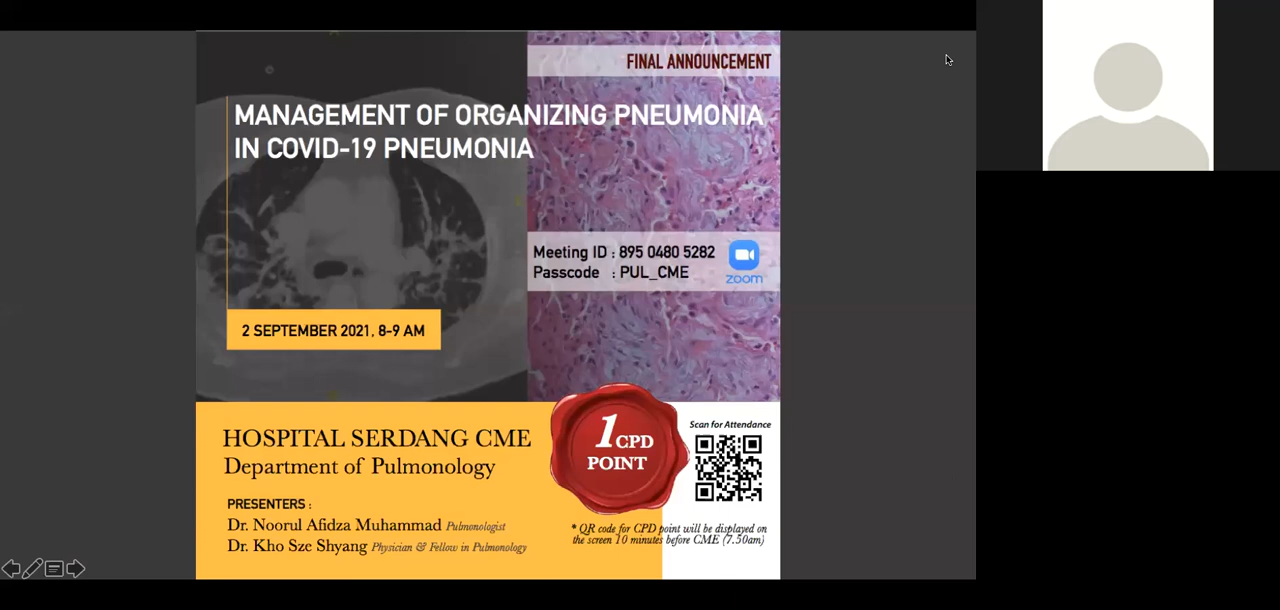 FINAL ANNOUNCEMENT
MANAGEMENT OF ORGANIZING PNEUMONIA
IN COVID-19 PNEUMONIA
Meeting ID : 895 0480 5282
Passcode : PUL_CME
zoom
2 SEPTEMBER 2021, 8-9 AM
HOSPITAL SERDANG CME
Department of Pulmonology
PRESENTERS :
Dr. Noorul Afidza Muhammad Pulmonologist
Dr. Kho Sze Shyang Physician & Fellow in Pulmonology
1 CPD
POINT
Scan for Attendance
* QR code for CPD point will be displayed on
the screen 10 minutes before CME (7.50am)